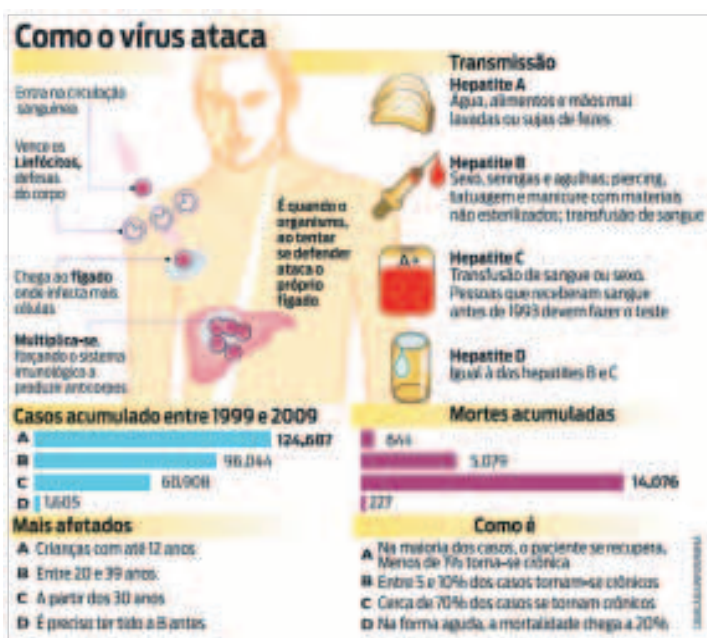 Como o vírus ataca
Entra na circulação
sanguínea
Vence os
Linfócitos,
defesas
do corpo
Chega ao fígado
onde infecta mais
células
Multiplica-se,
forçando o sistema
imunológico a
produzir anticorpos
É quando o
organismo,
ao tentar
se defender
ataca o
próprio
fígado
Transmissão
Hepatite A
Água, alimentos e mãos mal
lavadas ou sujas de fezes
Hepatite B
Sexo, seringas e agulhas; piercing,
tatuagem e manicure com materiais
não esterilizados; transfusão de sangue
A+
Hepatite C
Transfusão de sangue ou sexo.
Pessoas que receberam sangue
antes de 1993 devem fazer o teste
Hepatite D
Igual à das hepatites B e C
Casos acumulado entre 1999 e 2009
A 124,687
B 96,044
C 60,908
D 1,605
Mortes acumuladas
644
5,079
14,076
227
Mais afetados
A Crianças com até 12 anos
B Entre 20 e 39 anos
C A partir dos 30 anos
D É preciso ter tido a B antes
Como é
A Na maioria dos casos, o paciente se recupera.
Menos de 1% torna-se crônica
B Entre 5 e 10% dos casos tornam-se crônicos
C Cerca de 70% dos casos se tornam crônicos
D Na forma aguda, a mortalidade chega a 20%